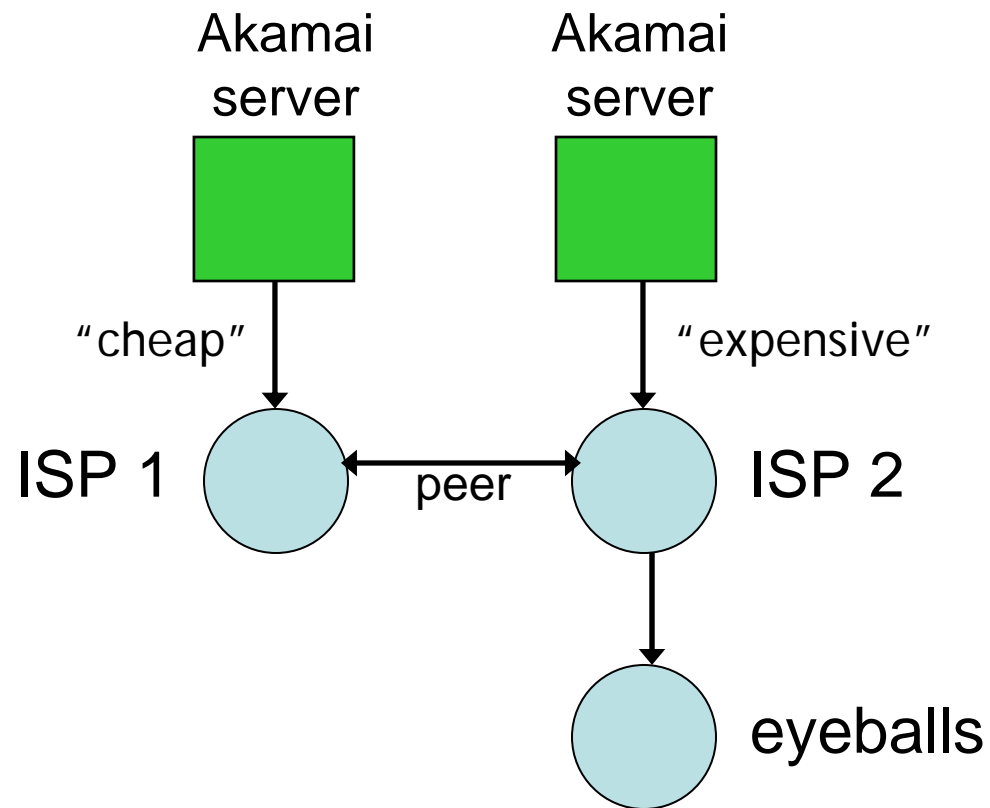 Akamai
server
Akamai
server
“cheap”
“expensive”
ISP 1
peer
ISP 2
eyeballs